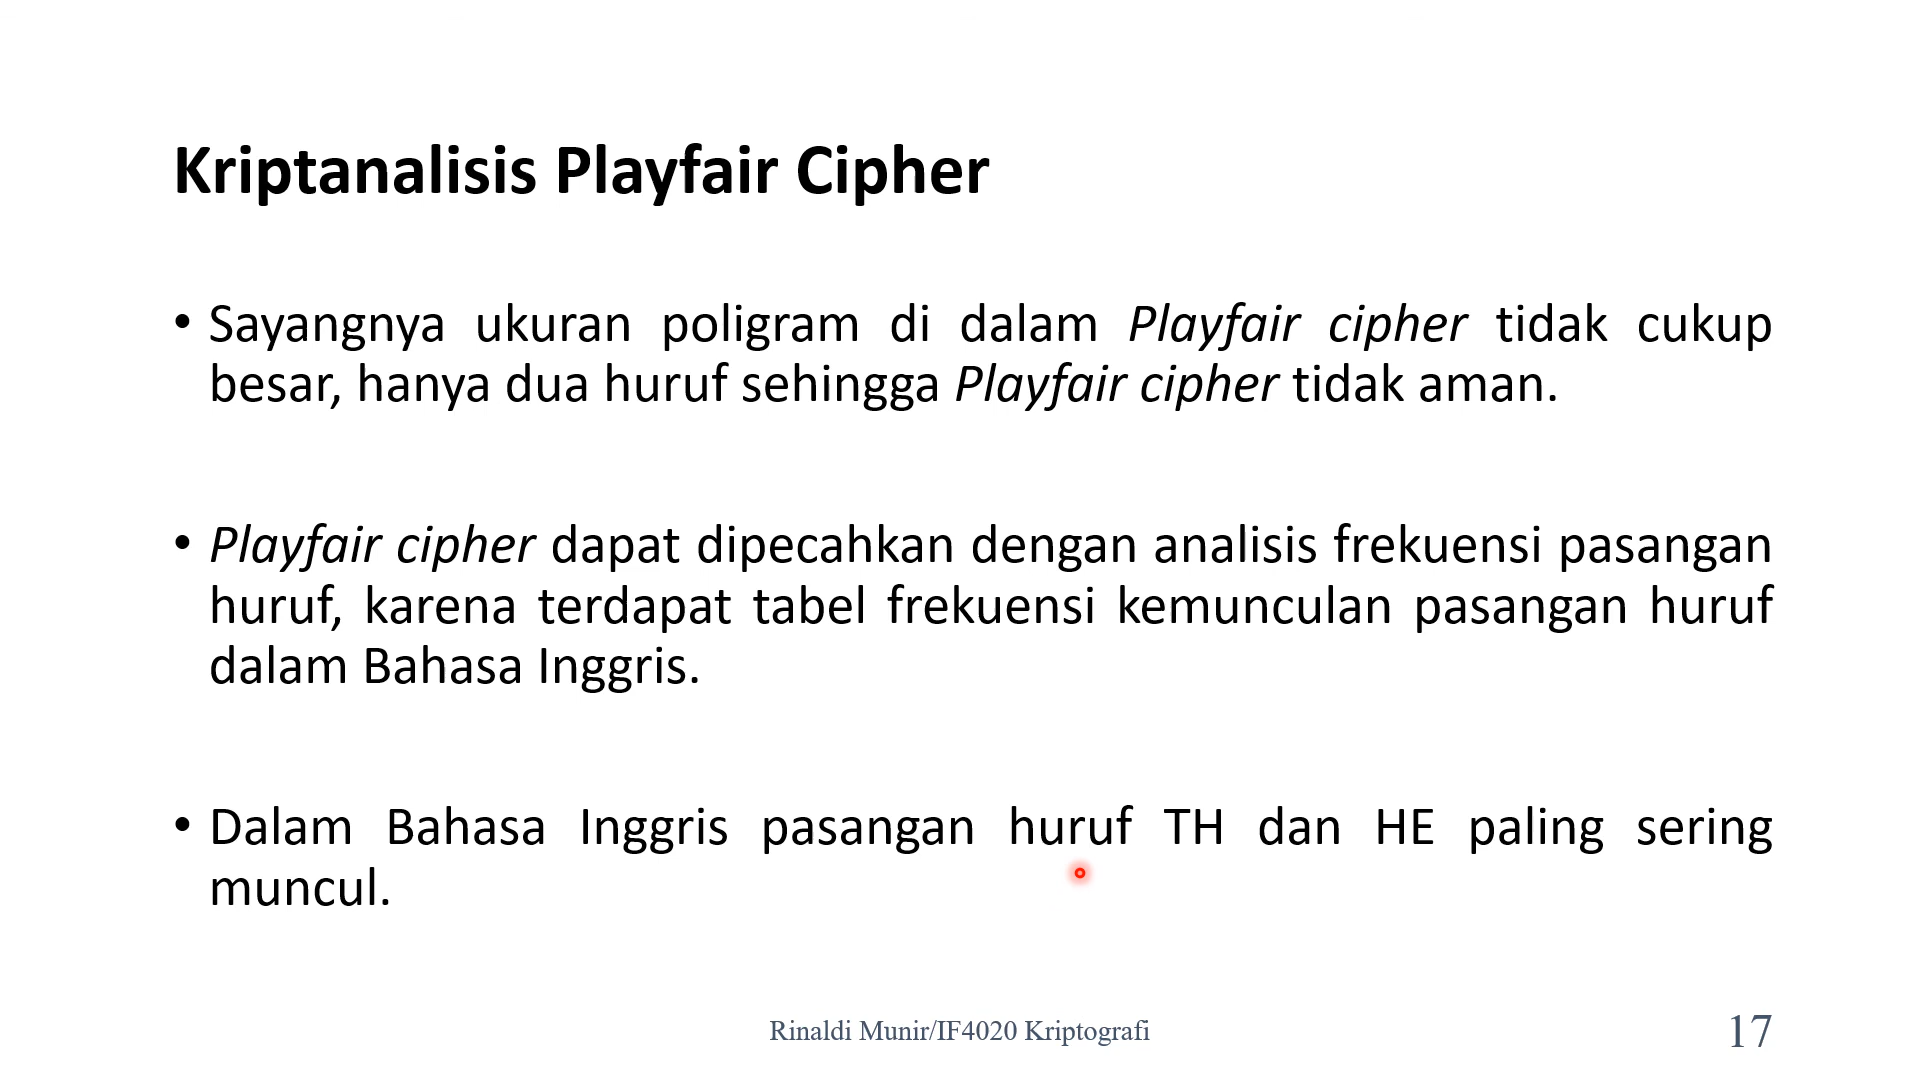 Kriptanalisis Playfair Cipher
• Sayangnya ukuran poligram di dalam Playfair cipher tidak cukup
besar, hanya dua huruf sehingga Playfair cipher tidak aman.
• Playfair cipher dapat dipecahkan dengan analisis frekuensi pasangan
huruf, karena terdapat tabel frekuensi kemunculan pasangan huruf
dalam Bahasa Inggris.
• Dalam Bahasa Inggris pasangan huruf TH dan HE paling sering
muncul.
Rinaldi Munir/IF4020 Kriptografi
17